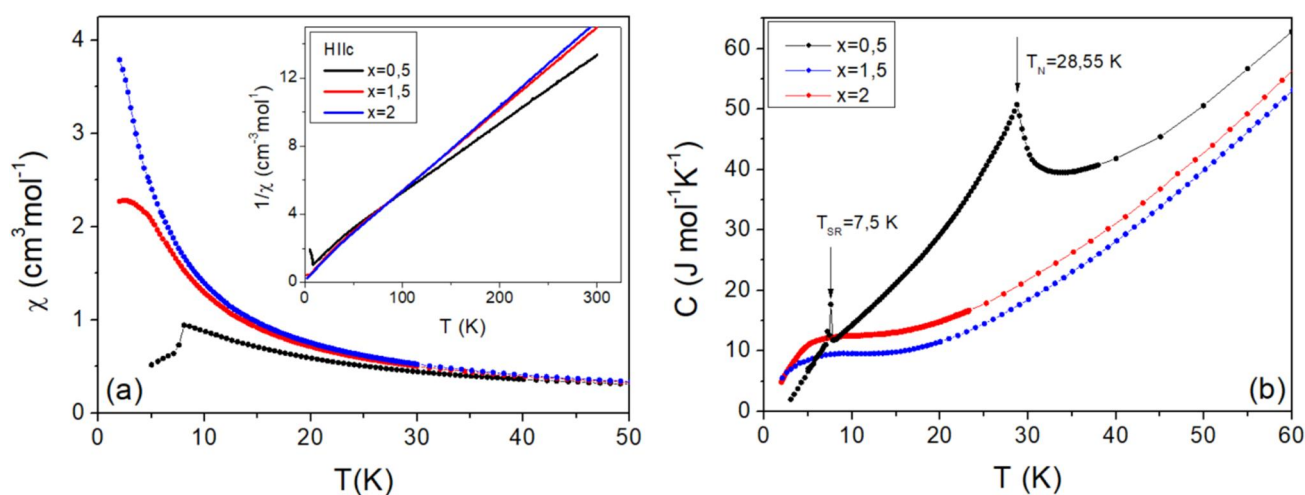 4
3
2
1
0
χ (cm³mol⁻¹)
0
10
20
30
40
50
T(K)
(a)
HIIc
x=0,5
x=1,5
x=2
12
8
4
0
1/χ (cm⁻³mol¹)
0
100
200
300
T (K)
60
50
40
30
20
10
0
C (J mol⁻¹K⁻¹)
x=0,5
x=1,5
x=2
T_N=28,55 K
T_SR=7,5 K
(b)
0
10
20
30
40
50
60
T (K)